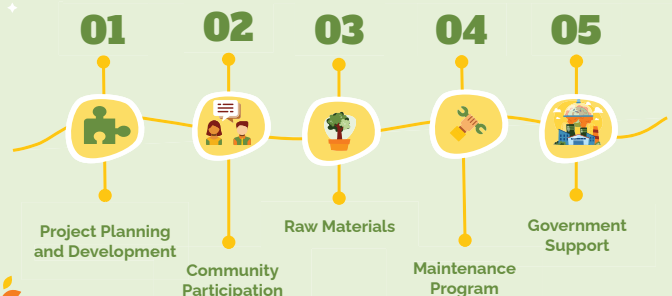 01
02
03
04
05
Project Planning
and Development
Community
Participation
Raw Materials
Maintenance
Program
Government
Support